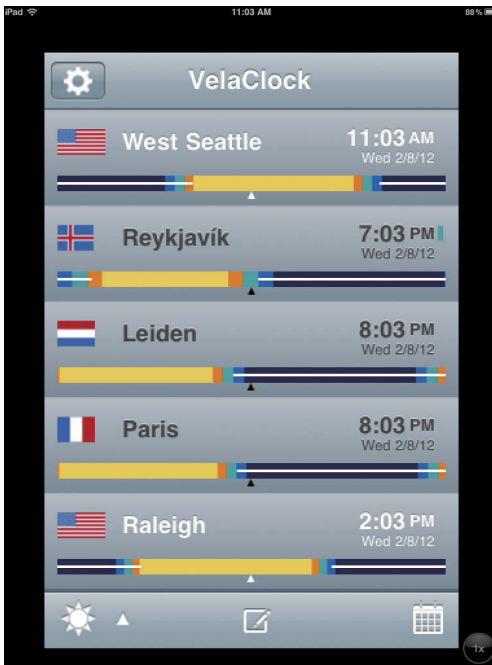 iPad 11:03 AM 88%
VelaClock
West Seattle 11:03 AM
Wed 2/8/12
Reykjavík 7:03 PM
Wed 2/8/12
Leiden 8:03 PM
Wed 2/8/12
Paris 8:03 PM
Wed 2/8/12
Raleigh 2:03 PM
Wed 2/8/12
1x